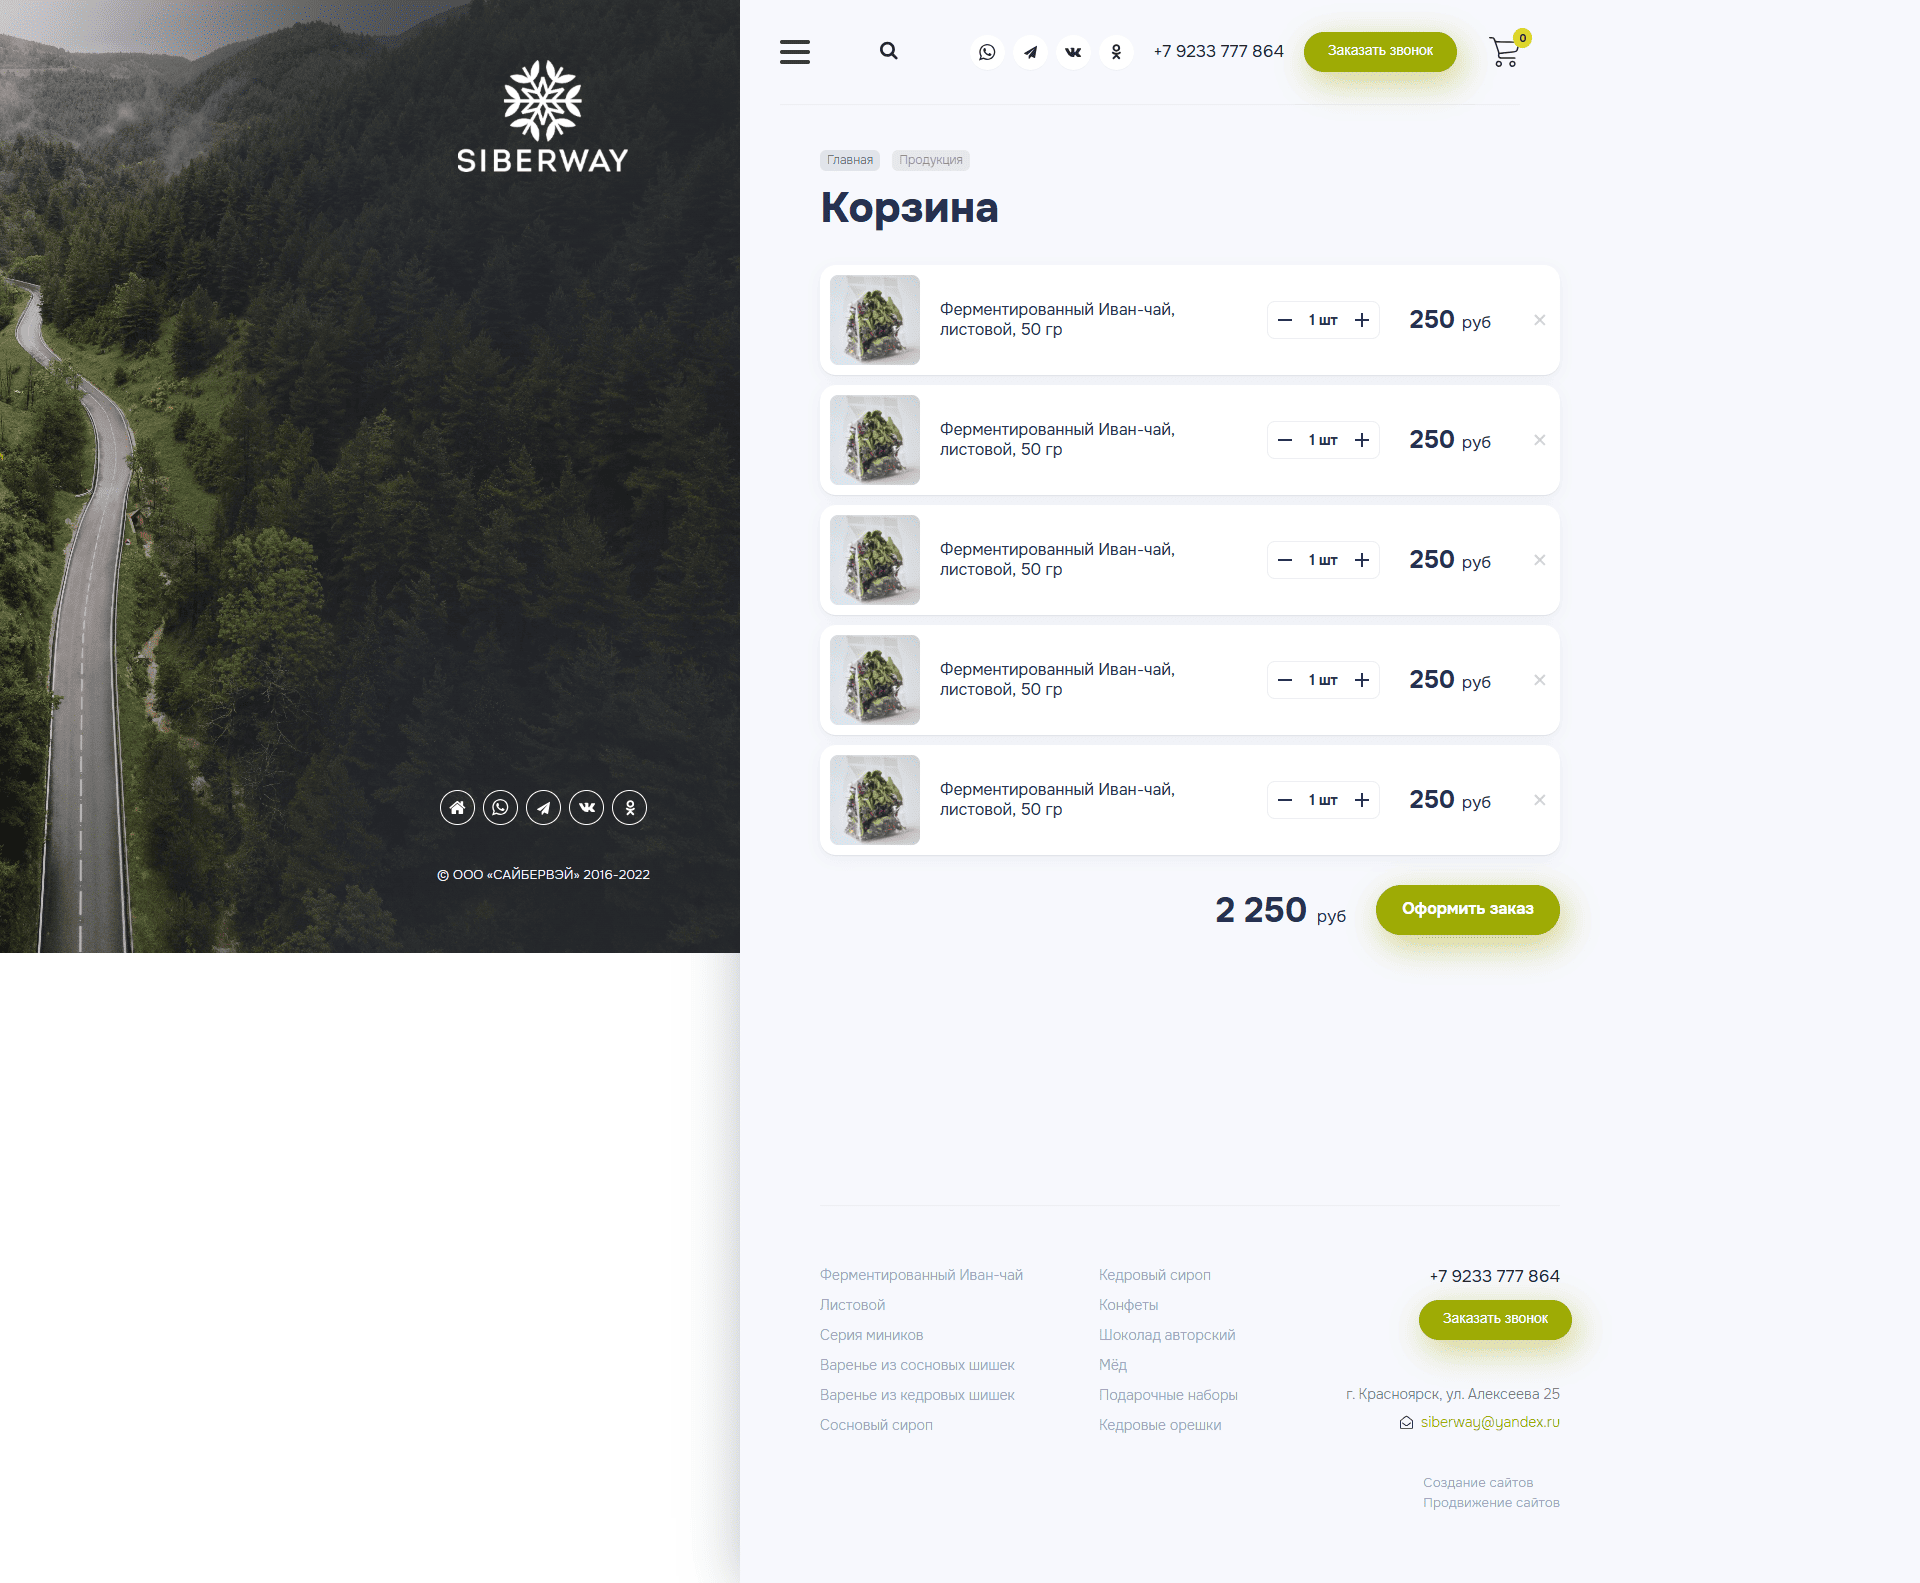 SIBERWAY
© ООО «САЙБЕРВЭЙ» 2016-2022
+7 9233 777 864
Заказать звонок
0
Главная
Продукция
Корзина
Ферментированный Иван-чай,
листовой, 50 гр
1 шт
250 руб
Ферментированный Иван-чай,
листовой, 50 гр
1 шт
250 руб
Ферментированный Иван-чай,
листовой, 50 гр
1 шт
250 руб
Ферментированный Иван-чай,
листовой, 50 гр
1 шт
250 руб
Ферментированный Иван-чай,
листовой, 50 гр
1 шт
250 руб
2 250 руб
Оформить заказ
Ферментированный Иван-чай
Листовой
Серия миников
Варенье из сосновых шишек
Варенье из кедровых шишек
Сосновый сироп
Кедровый сироп
Конфеты
Шоколад авторский
Мёд
Подарочные наборы
Кедровые орешки
+7 9233 777 864
Заказать звонок
г. Красноярск, ул. Алексеева 25
siberway@yandex.ru
Создание сайтов
Продвижение сайтов